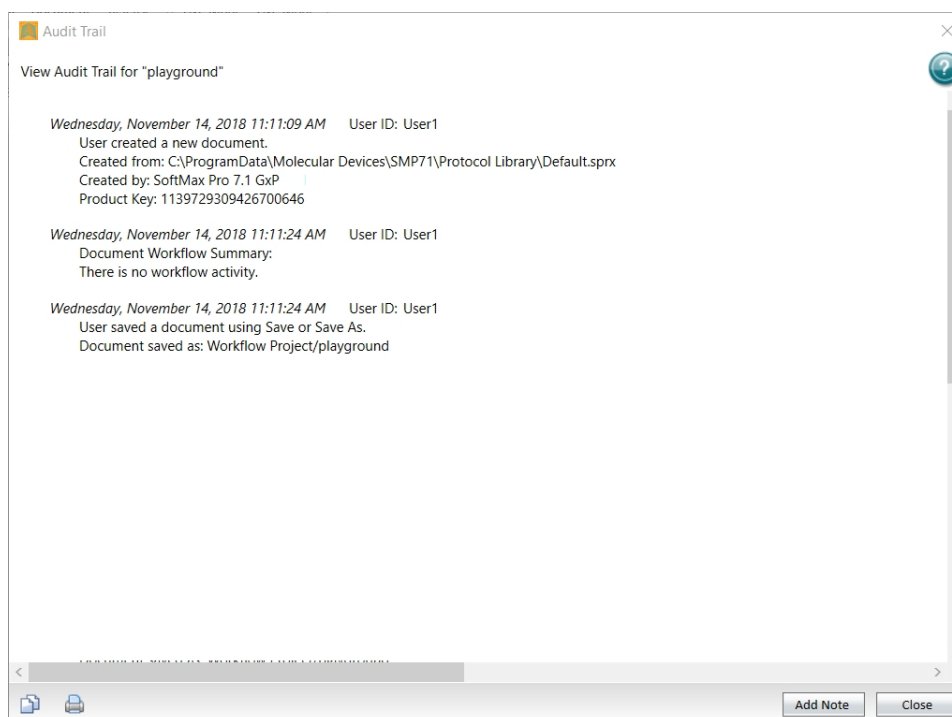 Audit Trail
View Audit Trail for "playground"
?
Wednesday, November 14, 2018 11:11:09 AM User ID: User1
User created a new document.
Created from: C:\ProgramData\Molecular Devices\SMP71\Protocol Library\Default.sprx
Created by: SoftMax Pro 7.1 GxP
Product Key: 1139729309426700646
Wednesday, November 14, 2018 11:11:24 AM User ID: User1
Document Workflow Summary:
There is no workflow activity.
Wednesday, November 14, 2018 11:11:24 AM User ID: User1
User saved a document using Save or Save As.
Document saved as: Workflow Project/playground
Add Note Close